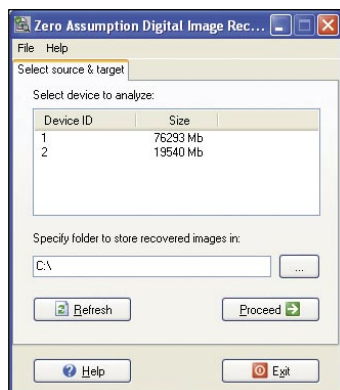 Zero Assumption Digital Image Rec...
File Help
Select source & target
Select device to analyze:
Device ID Size
1 76293 Mb
2 19540 Mb
Specify folder to store recovered images in:
C:\
...
Refresh Proceed
Help Exit